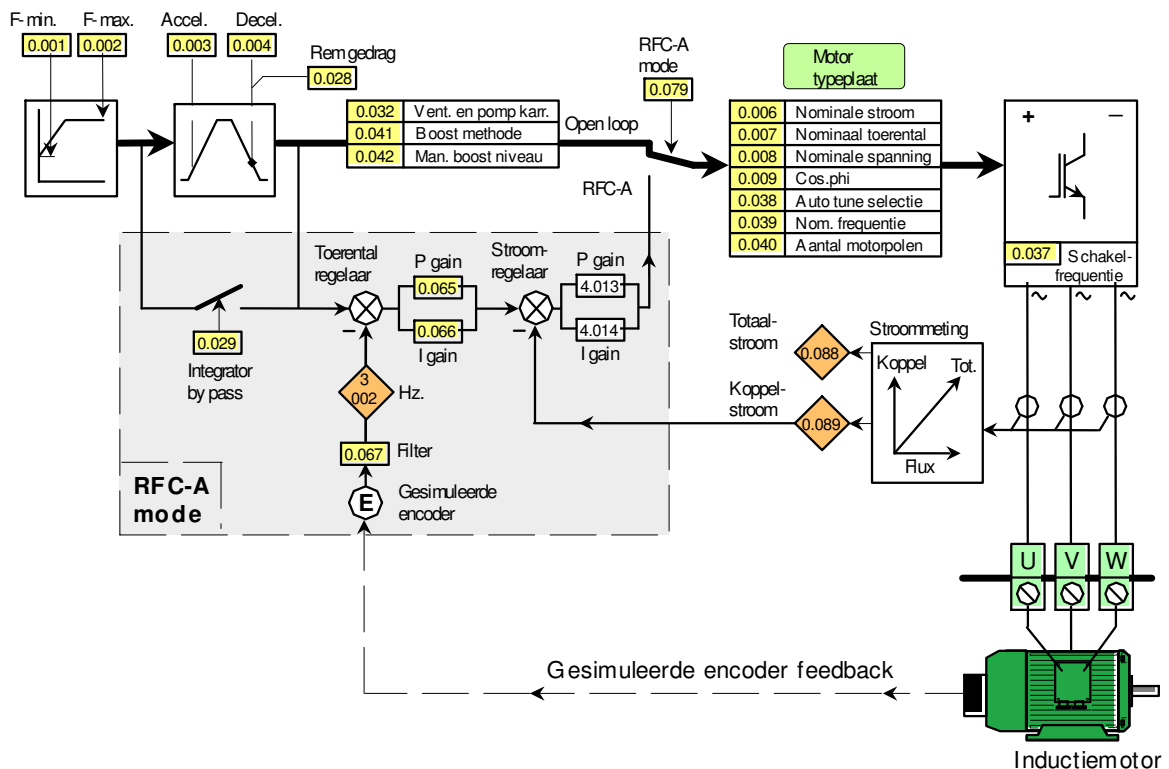 F-min. F-max. Accel. Decel.
0.001 0.002 0.003 0.004
Remgedrag
0.028
RFC-A
mode
0.079
Motor
typeplaat
0.032 Vent. en pomp karr.
0.041 Boost methode
0.042 Man. boost niveau
Open loop
RFC-A
0.006 Nominale stroom
0.007 Nominaal toerental
0.008 Nominale spanning
0.009 Cos.phi
0.038 Auto tune selectie
0.039 Nom. frequentie
0.040 Aantal motorpolen
+ −
0.037 Schakel-
frequentie
~ ~ ~
Toerental
regelaar
P gain
0.065
0.066
I gain
Stroom-
regelaar
P gain
4.013
4.014
I gain
−
−
0.029
Integrator
by pass
3
002
Hz.
0.067
Filter
E
Gesimuleerde
encoder
RFC-A
mode
Totaal-
stroom
0.088
Koppel-
stroom
0.089
Stroommeting
Koppel Tot.
Flux
U V W
Gesimuleerde encoder feedback
Inductiemotor